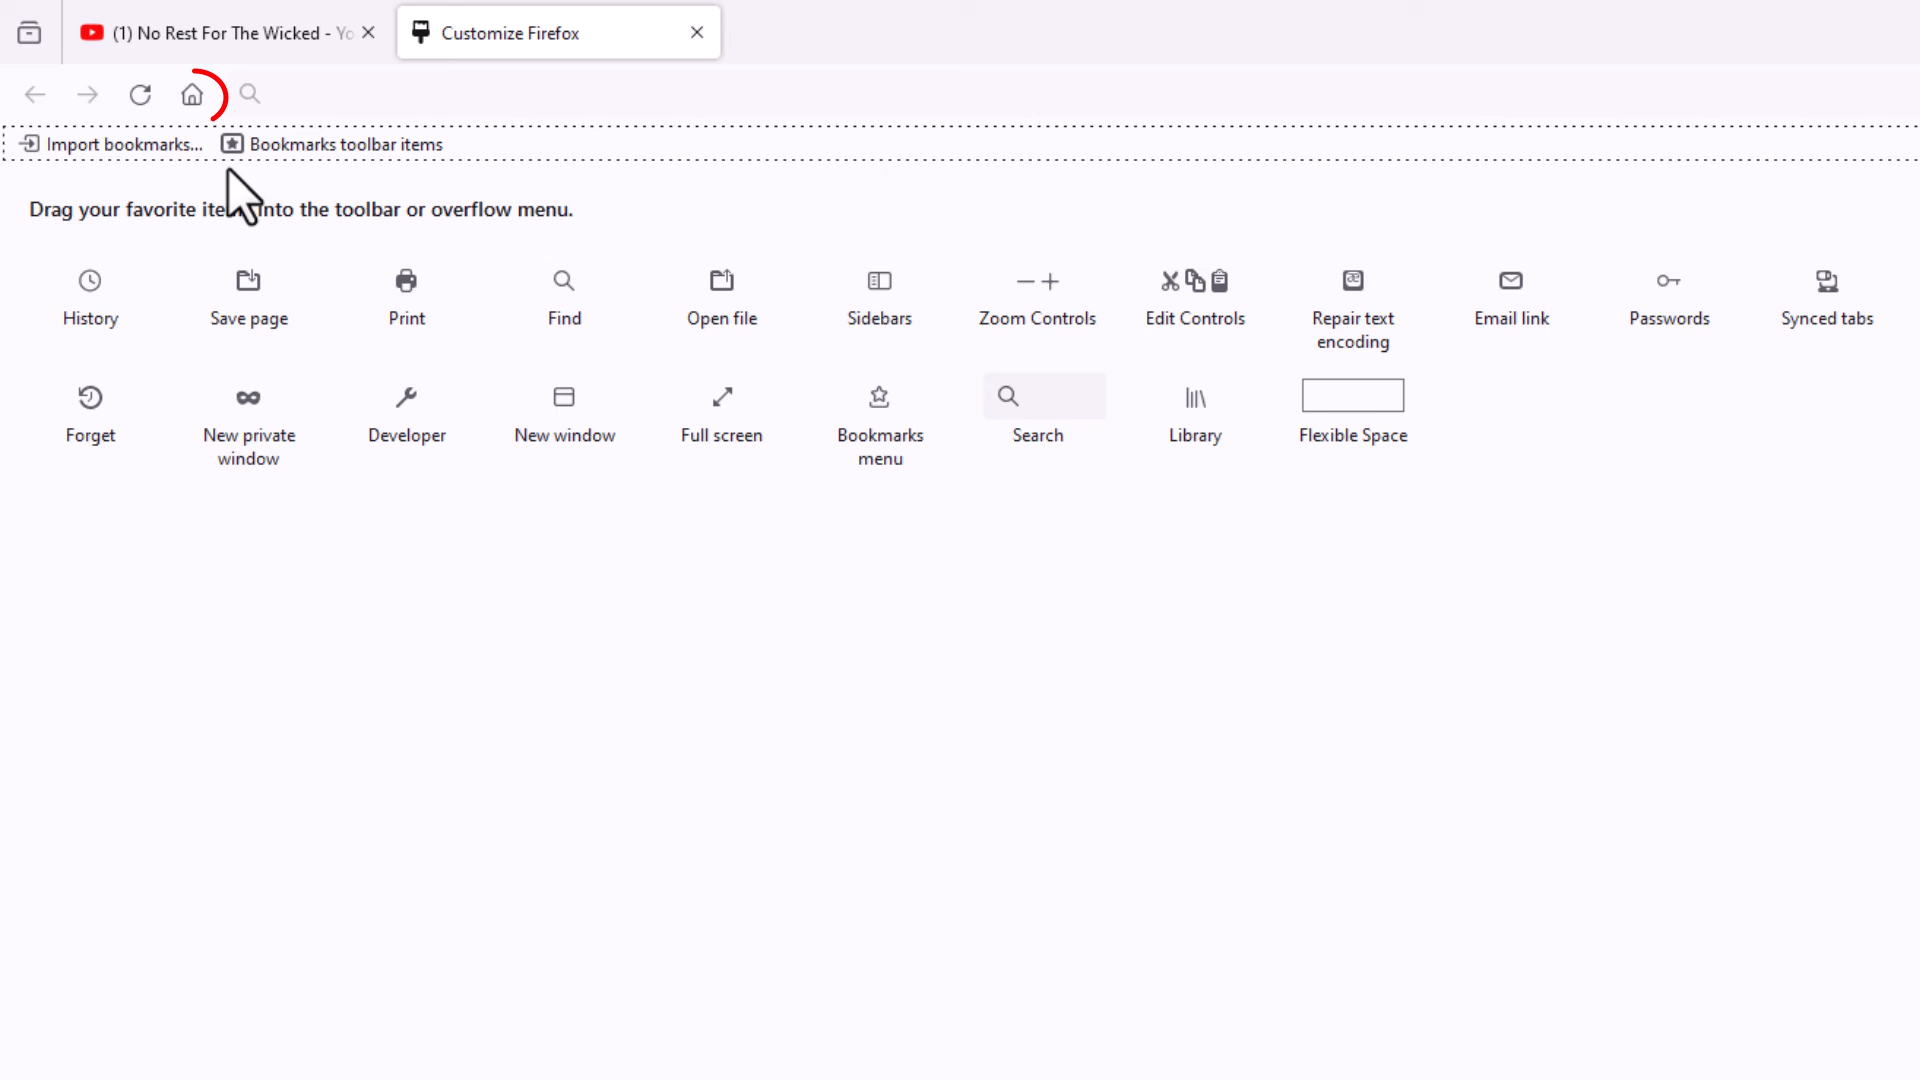 (1) No Rest For The Wicked - Yo
Customize Firefox
Import bookmarks...
Bookmarks toolbar items
Drag your favorite ite into the toolbar or overflow menu.
History
Save page
Print
Find
Open file
Sidebars
Zoom Controls
Edit Controls
Repair text
encoding
Email link
Passwords
Synced tabs
Forget
New private
window
Developer
New window
Full screen
Bookmarks
menu
Search
Library
Flexible Space